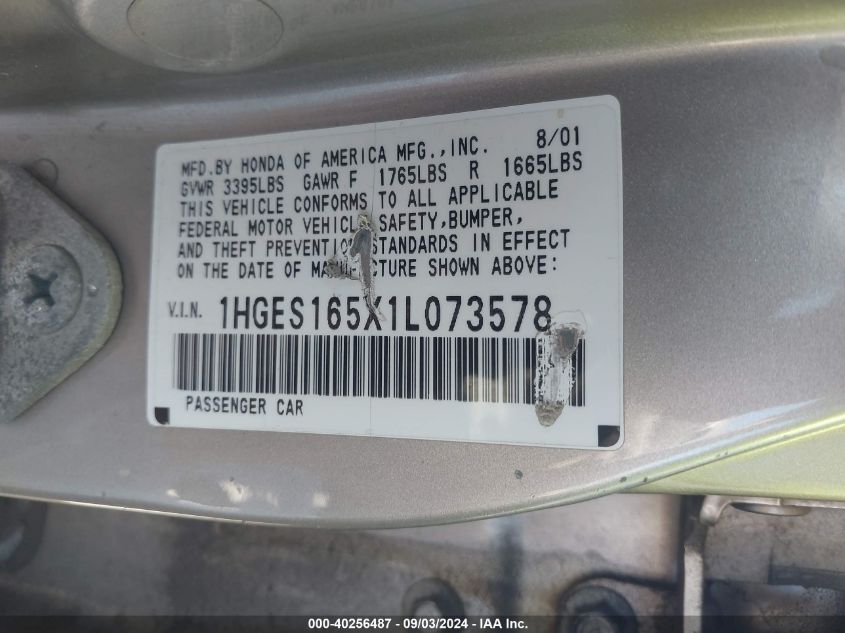 MFD.BY HONDA OF AMERICA MFG.,INC. 8/01
GVWR 3395LBS GAWR F 1765LBS R 1665LBS
THIS VEHICLE CONFORMS TO ALL APPLICABLE
FEDERAL MOTOR VEHICLE SAFETY,BUMPER,
AND THEFT PREVENTION STANDARDS IN EFFECT
ON THE DATE OF MANUFACTURE SHOWN ABOVE:
V.I.N. 1HGES165X1L073578
PASSENGER CAR
000-40256487 - 09/03/2024 - IAA Inc.